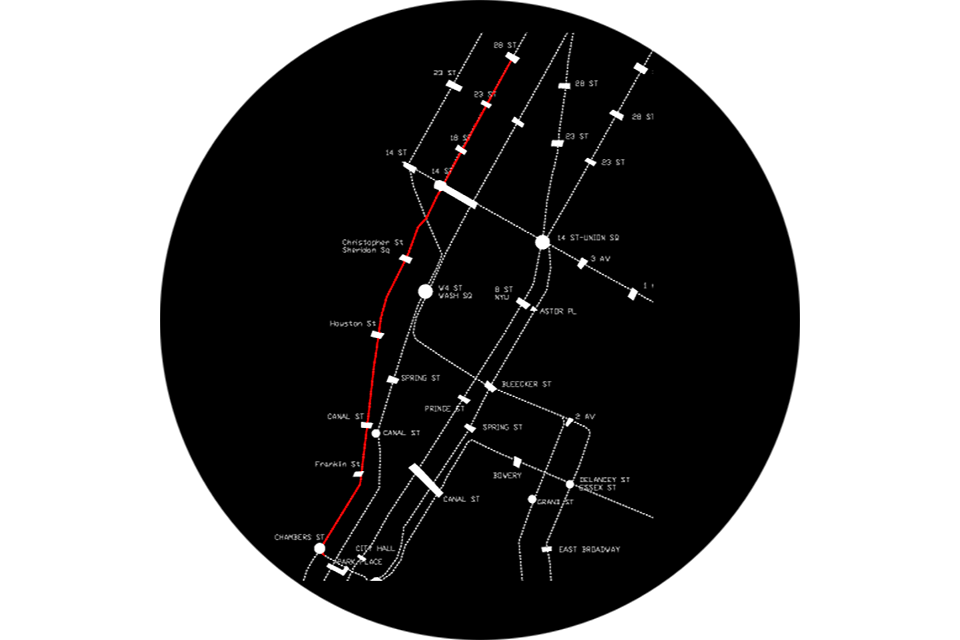 28 ST
23 ST
28 ST
23 ST
28 ST
18 ST
23 ST
14 ST
23 ST
14 ST
14 ST-UNION SQ
Christopher St
Sheridan Sq
3 AV
1
W4 ST
WASH SQ
8 ST
NYU
ASTOR PL
Houston St
SPRING ST
BLEECKER ST
PRINCE ST
CANAL ST
2 AV
CANAL ST
SPRING ST
Franklin St
BOWERY
DELANCEY ST
ESSEX ST
CANAL ST
GRAND ST
CHAMBERS ST
CITY HALL
EAST BROADWAY
PARK PLACE